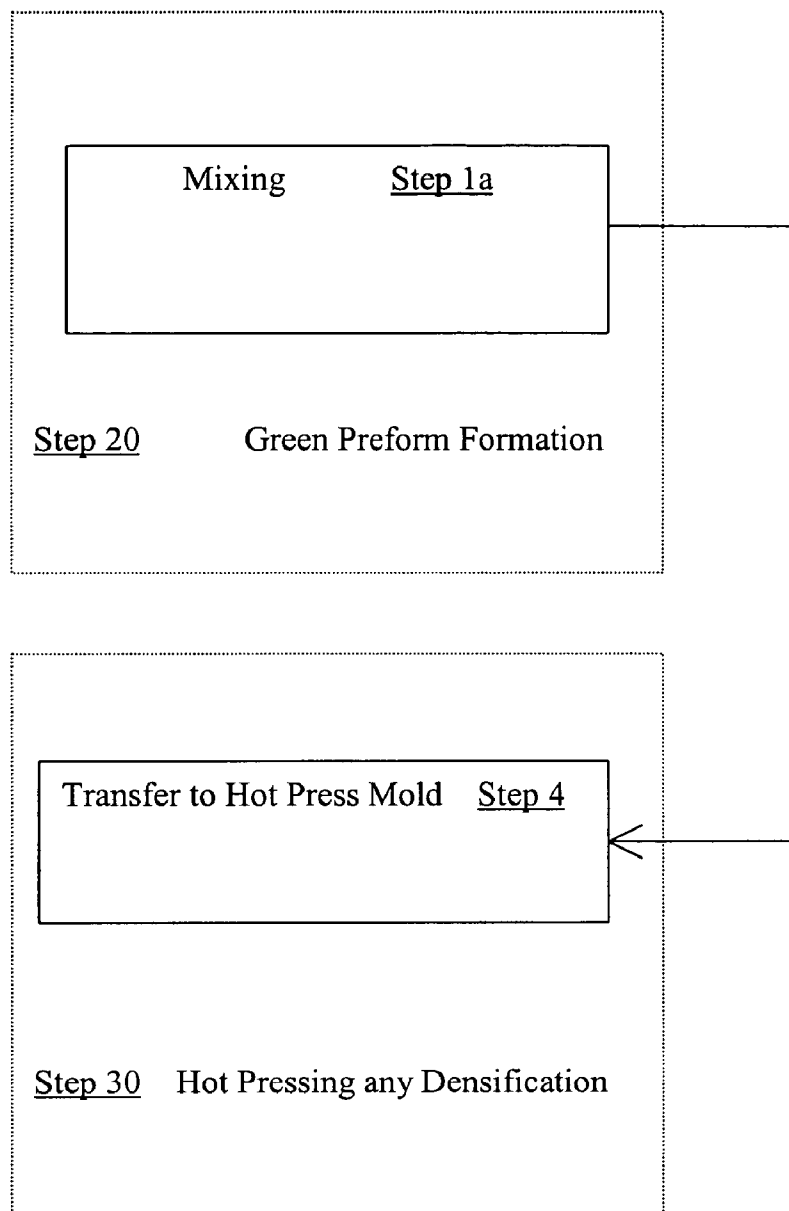 Mixing Step 1a
Step 20 Green Preform Formation
Transfer to Hot Press Mold Step 4
Step 30 Hot Pressing any Densification